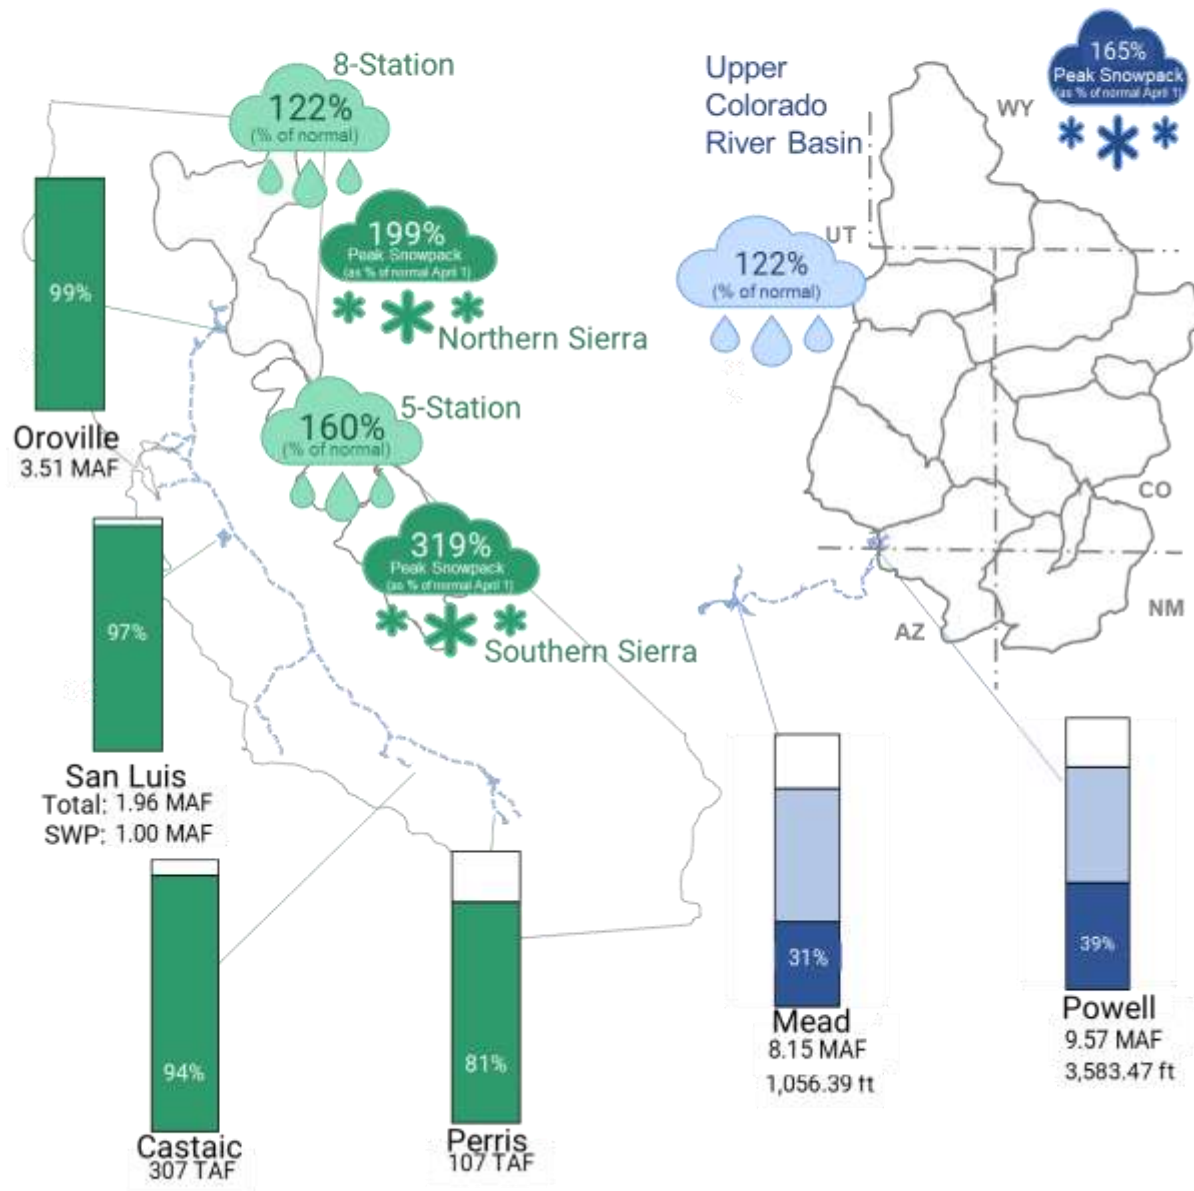 8-Station
122%
(% of normal)
199%
Peak Snowpack
(as % of normal April 1)
Northern Sierra
99%
Oroville
3.51 MAF
5-Station
160%
(% of normal)
319%
Peak Snowpack
(as % of normal April 1)
Southern Sierra
97%
San Luis
Total: 1.96 MAF
SWP: 1.00 MAF
94%
Castaic
307 TAF
81%
Perris
107 TAF
Upper
Colorado
River Basin
165%
Peak Snowpack
(as % of normal April 1)
WY
UT
122%
(% of normal)
CO
NM
AZ
31%
Mead
8.15 MAF
1,056.39 ft
39%
Powell
9.57 MAF
3,583.47 ft